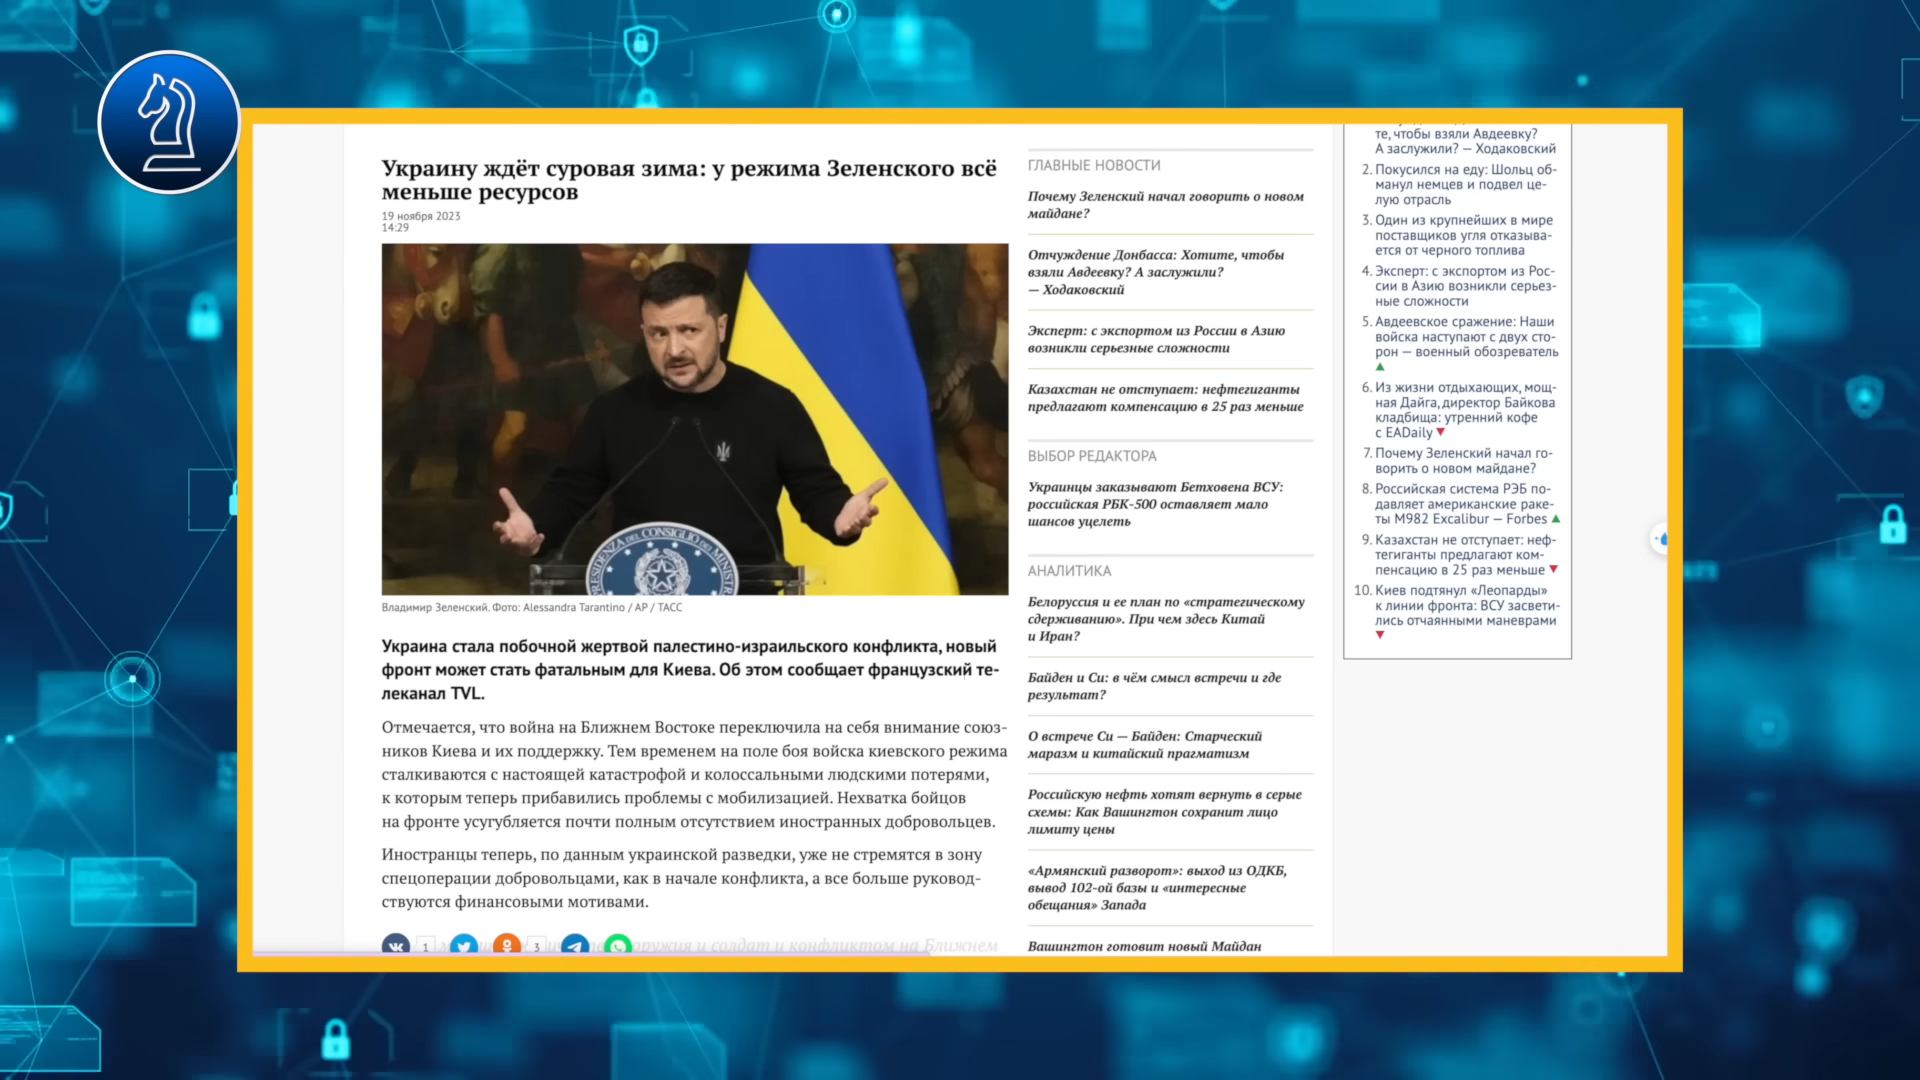 Украину ждёт суровая зима: у режима Зеленского всё
меньше ресурсов
19 ноября 2023
14:29
PRESIDENZA DEL CONSIGLIO DEI MINISTRI
Владимир Зеленский. Фото: Alessandra Tarantino / AP / ТАСС
Украина стала побочной жертвой палестино-израильского конфликта, новый
фронт может стать фатальным для Киева. Об этом сообщает французский те-
леканал TVL.
Отмечается, что война на Ближнем Востоке переключила на себя внимание союз-
ников Киева и их поддержку. Тем временем на поле боя войска киевского режима
сталкиваются с настоящей катастрофой и колоссальными людскими потерями,
к которым теперь прибавились проблемы с мобилизацией. Нехватка бойцов
на фронте усугубляется почти полным отсутствием иностранных добровольцев.
Иностранцы теперь, по данным украинской разведки, уже не стремятся в зону
спецоперации добровольцами, как в начале конфликта, а все больше руковод-
ствуются финансовыми мотивами.
1
3
оружия и солдат и конфликтом на Ближнем
ГЛАВНЫЕ НОВОСТИ
Почему Зеленский начал говорить о новом
майдане?
Отчуждение Донбасса: Хотите, чтобы
взяли Авдеевку? А заслужили?
— Ходаковский
Эксперт: с экспортом из России в Азию
возникли серьезные сложности
Казахстан не отступает: нефтегиганты
предлагают компенсацию в 25 раз меньше
ВЫБОР РЕДАКТОРА
Украинцы заказывают Бетховена ВСУ:
российская РБК-500 оставляет мало
шансов уцелеть
АНАЛИТИКА
Белоруссия и ее план по «стратегическому
сдерживанию». При чем здесь Китай
и Иран?
Байден и Си: в чём смысл встречи и где
результат?
О встрече Си — Байден: Старческий
маразм и китайский прагматизм
Российскую нефть хотят вернуть в серые
схемы: Как Вашингтон сохранит лицо
лимиту цены
«Армянский разворот»: выход из ОДКБ,
вывод 102-ой базы и «интересные
обещания» Запада
Вашингтон готовит новый Майдан
те, чтобы взяли Авдеевку?
А заслужили? — Ходаковский
2. Покусился на еду: Шольц об-
манул немцев и подвел це-
лую отрасль
3. Один из крупнейших в мире
поставщиков угля отказыва-
ется от черного топлива
4. Эксперт: с экспортом из Рос-
сии в Азию возникли серьез-
ные сложности
5. Авдеевское сражение: Наши
войска наступают с двух сто-
рон — военный обозреватель
6. Из жизни отдыхающих, мощ-
ная Дайга, директор Байкова
кладбища: утренний кофе
с EADaily
7. Почему Зеленский начал го-
ворить о новом майдане?
8. Российская система РЭБ по-
давляет американские раке-
ты M982 Excalibur — Forbes
9. Казахстан не отступает: неф-
тегиганты предлагают ком-
пенсацию в 25 раз меньше
10. Киев подтянул «Леопарды»
к линии фронта: ВСУ засвети-
лись отчаянными маневрами